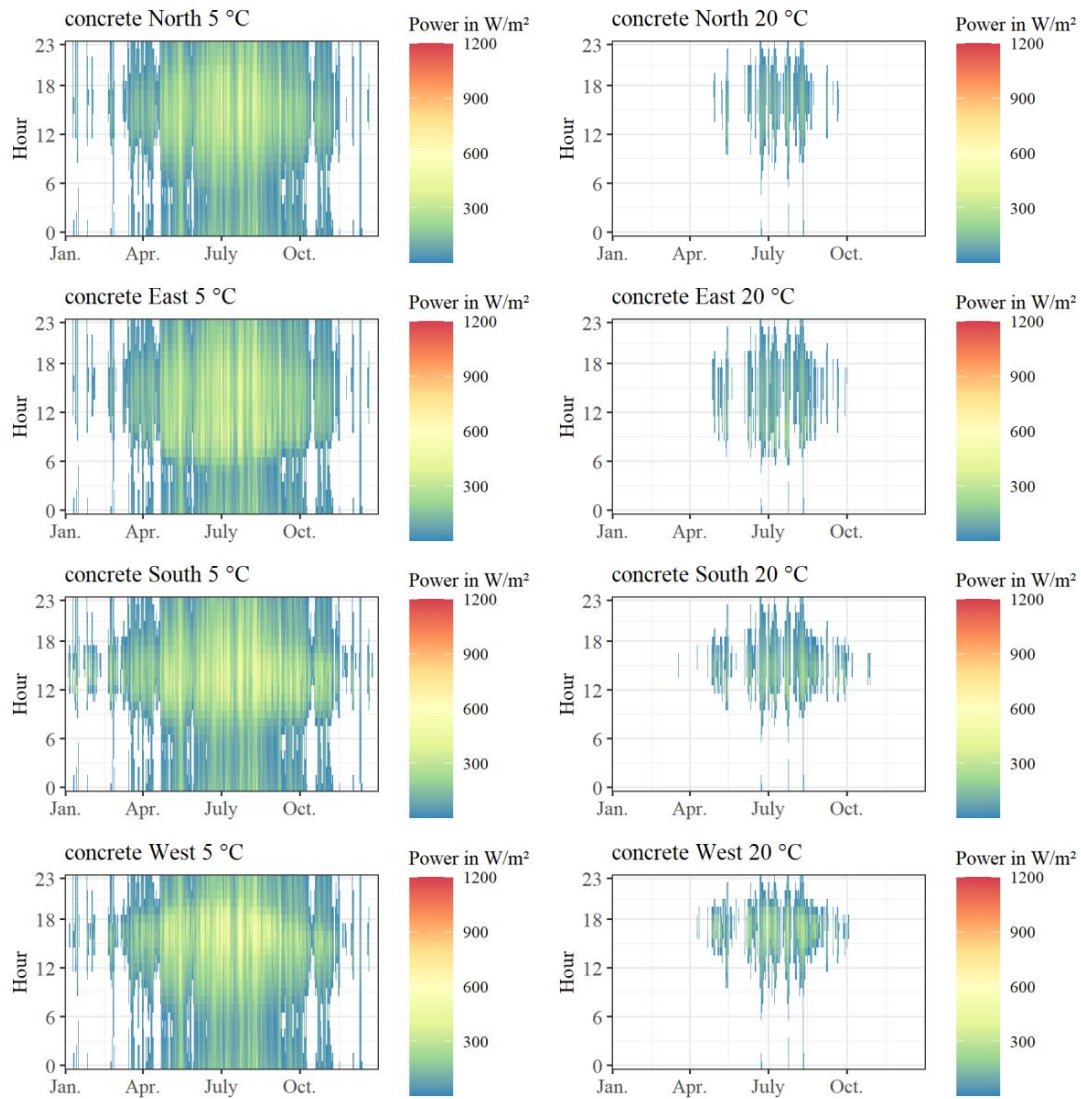 concrete North 5 °C
Power in W/m²
1200
900
600
300
Hour
23
18
12
6
0
Jan. Apr. July Oct.
concrete North 20 °C
Power in W/m²
1200
900
600
300
Hour
23
18
12
6
0
Jan. Apr. July Oct.
concrete East 5 °C
Power in W/m²
1200
900
600
300
Hour
23
18
12
6
0
Jan. Apr. July Oct.
concrete East 20 °C
Power in W/m²
1200
900
600
300
Hour
23
18
12
6
0
Jan. Apr. July Oct.
concrete South 5 °C
Power in W/m²
1200
900
600
300
Hour
23
18
12
6
0
Jan. Apr. July Oct.
concrete South 20 °C
Power in W/m²
1200
900
600
300
Hour
23
18
12
6
0
Jan. Apr. July Oct.
concrete West 5 °C
Power in W/m²
1200
900
600
300
Hour
23
18
12
6
0
Jan. Apr. July Oct.
concrete West 20 °C
Power in W/m²
1200
900
600
300
Hour
23
18
12
6
0
Jan. Apr. July Oct.